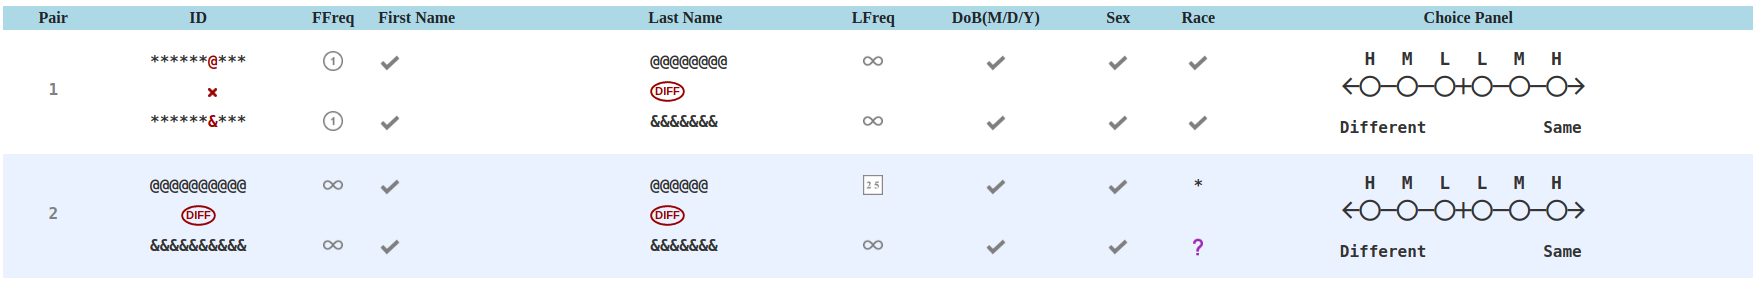 Pair ID FFreq First Name Last Name LFreq DoB(M/D/Y) Sex Race Choice Panel
******@*** 1 ✔ @@@@@@@@ ∞ ✔ ✔ ✔ H M L L M H
1 × DIFF
******&*** 1 ✔ &&&&&&& ∞ ✔ ✔ ✔ Different Same
@@@@@@@@@@ ∞ ✔ @@@@@@ 25 ✔ ✔ * H M L L M H
2 DIFF DIFF
&&&&&&&&&& ∞ ✔ &&&&&&& ∞ ✔ ✔ ? Different Same